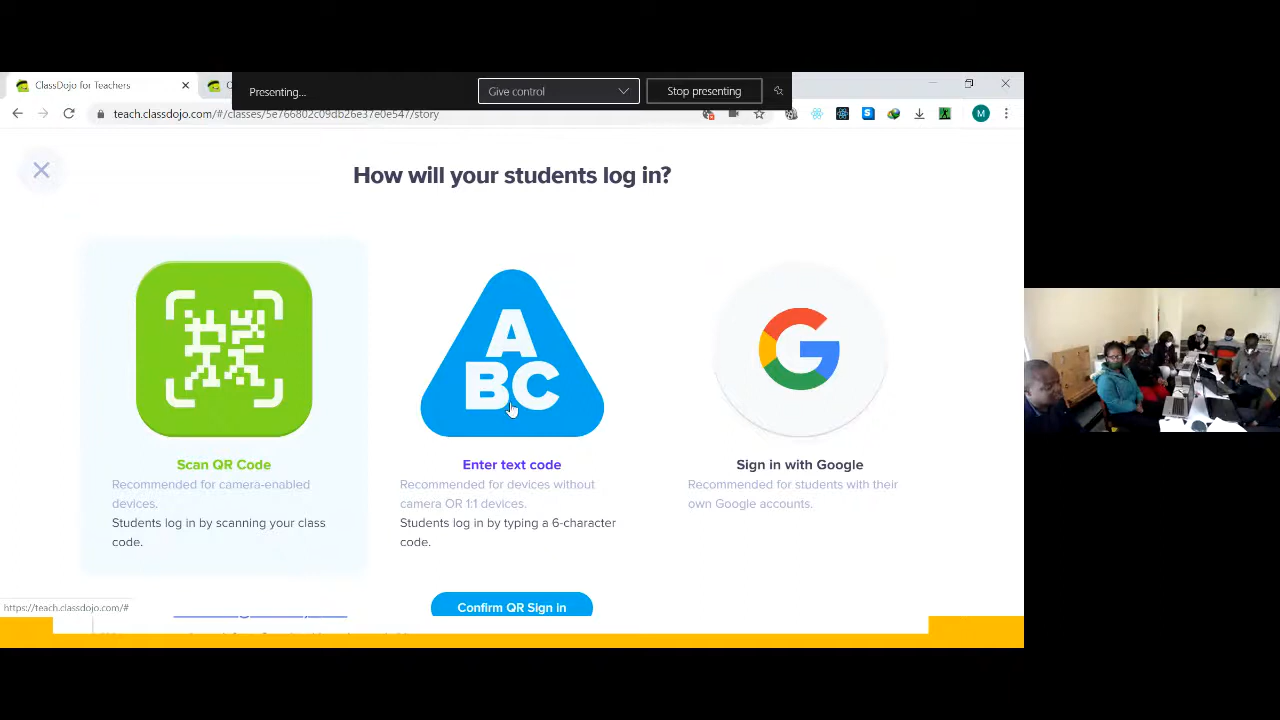 ClassDojo for Teachers
Presenting...
Give control
Stop presenting
teach.classdojo.com/#/classes/5e766802c09db26e37e0e547/story
M
How will your students log in?
A
BC
G
Scan QR Code
Recommended for camera-enabled
devices.
Students log in by scanning your class
code.
Enter text code
Recommended for devices without
camera OR 1:1 devices.
Students log in by typing a 6-character
code.
Sign in with Google
Recommended for students with their
own Google accounts.
Confirm QR Sign in
https://teach.classdojo.com/#